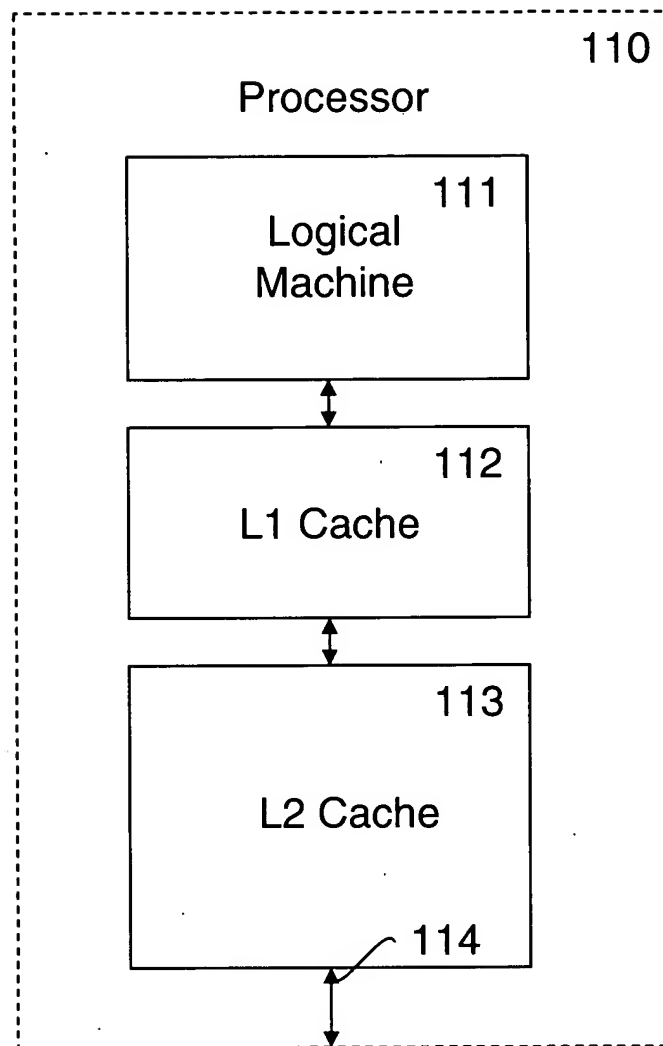 110
Processor
111
Logical
Machine
112
L1 Cache
113
L2 Cache
114